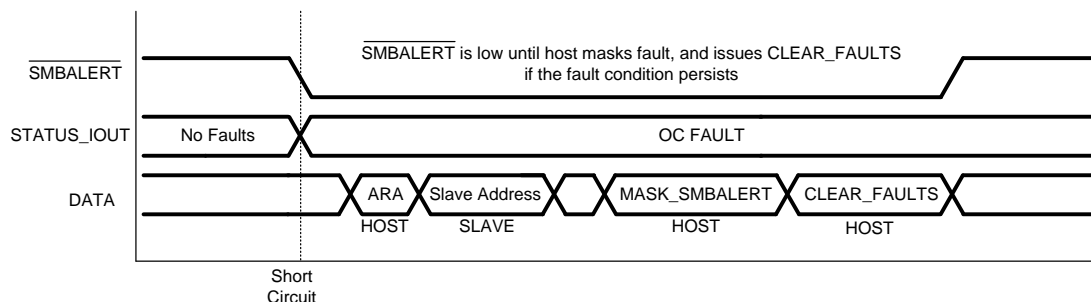 SMBALERT is low until host masks fault, and issues CLEAR_FAULTS
if the fault condition persists
SMBALERT
STATUS_IOUT
No Faults
OC FAULT
DATA
ARA
Slave Address
MASK_SMBALERT
CLEAR_FAULTS
HOST
SLAVE
HOST
HOST
Short
Circuit